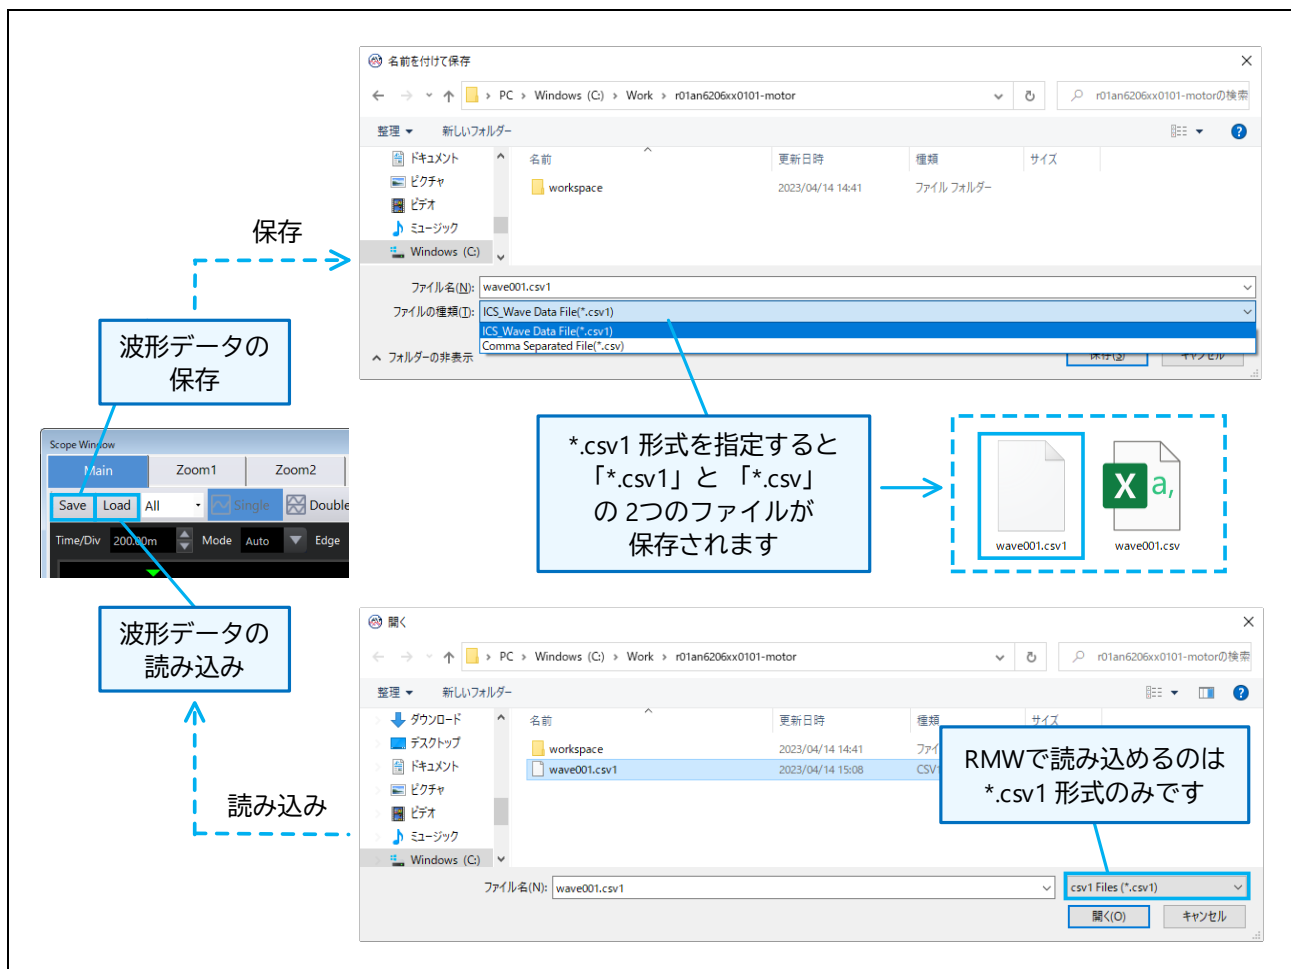 名前を付けて保存
PC › Windows (C:) › Work › r01an6206xx0101-motor
r01an6206xx0101-motorの検索
整理
新しいフォルダー
ドキュメント
ピクチャ
ビデオ
ミュージック
Windows (C:)
名前
更新日時
種類
サイズ
workspace
2023/04/14 14:41
ファイル フォルダー
ファイル名(N): wave001.csv1
ファイルの種類(T): ICS_Wave Data File(*.csv1)
ICS_Wave Data File(*.csv1)
Comma Separated File(*.csv)
フォルダーの非表示
保存(S)
キャンセル
保存
波形データの
保存
Scope Window
Main
Zoom1
Zoom2
Save
Load
All
Single
Double
Time/Div
200.00m
Mode
Auto
Edge
*.csv1 形式を指定すると
「*.csv1」と 「*.csv」
の 2つのファイルが
保存されます
X a,
wave001.csv1
wave001.csv
波形データの
読み込み
読み込み
開く
PC › Windows (C:) › Work › r01an6206xx0101-motor
r01an6206xx0101-motorの検索
整理
新しいフォルダー
ダウンロード
デスクトップ
ドキュメント
ピクチャ
ビデオ
ミュージック
Windows (C:)
名前
更新日時
種類
サイズ
workspace
2023/04/14 14:41
ファイ
wave001.csv1
2023/04/14 15:08
CSV1
RMWで読み込めるのは
*.csv1 形式のみです
ファイル名(N): wave001.csv1
csv1 Files (*.csv1)
開く(O)
キャンセル